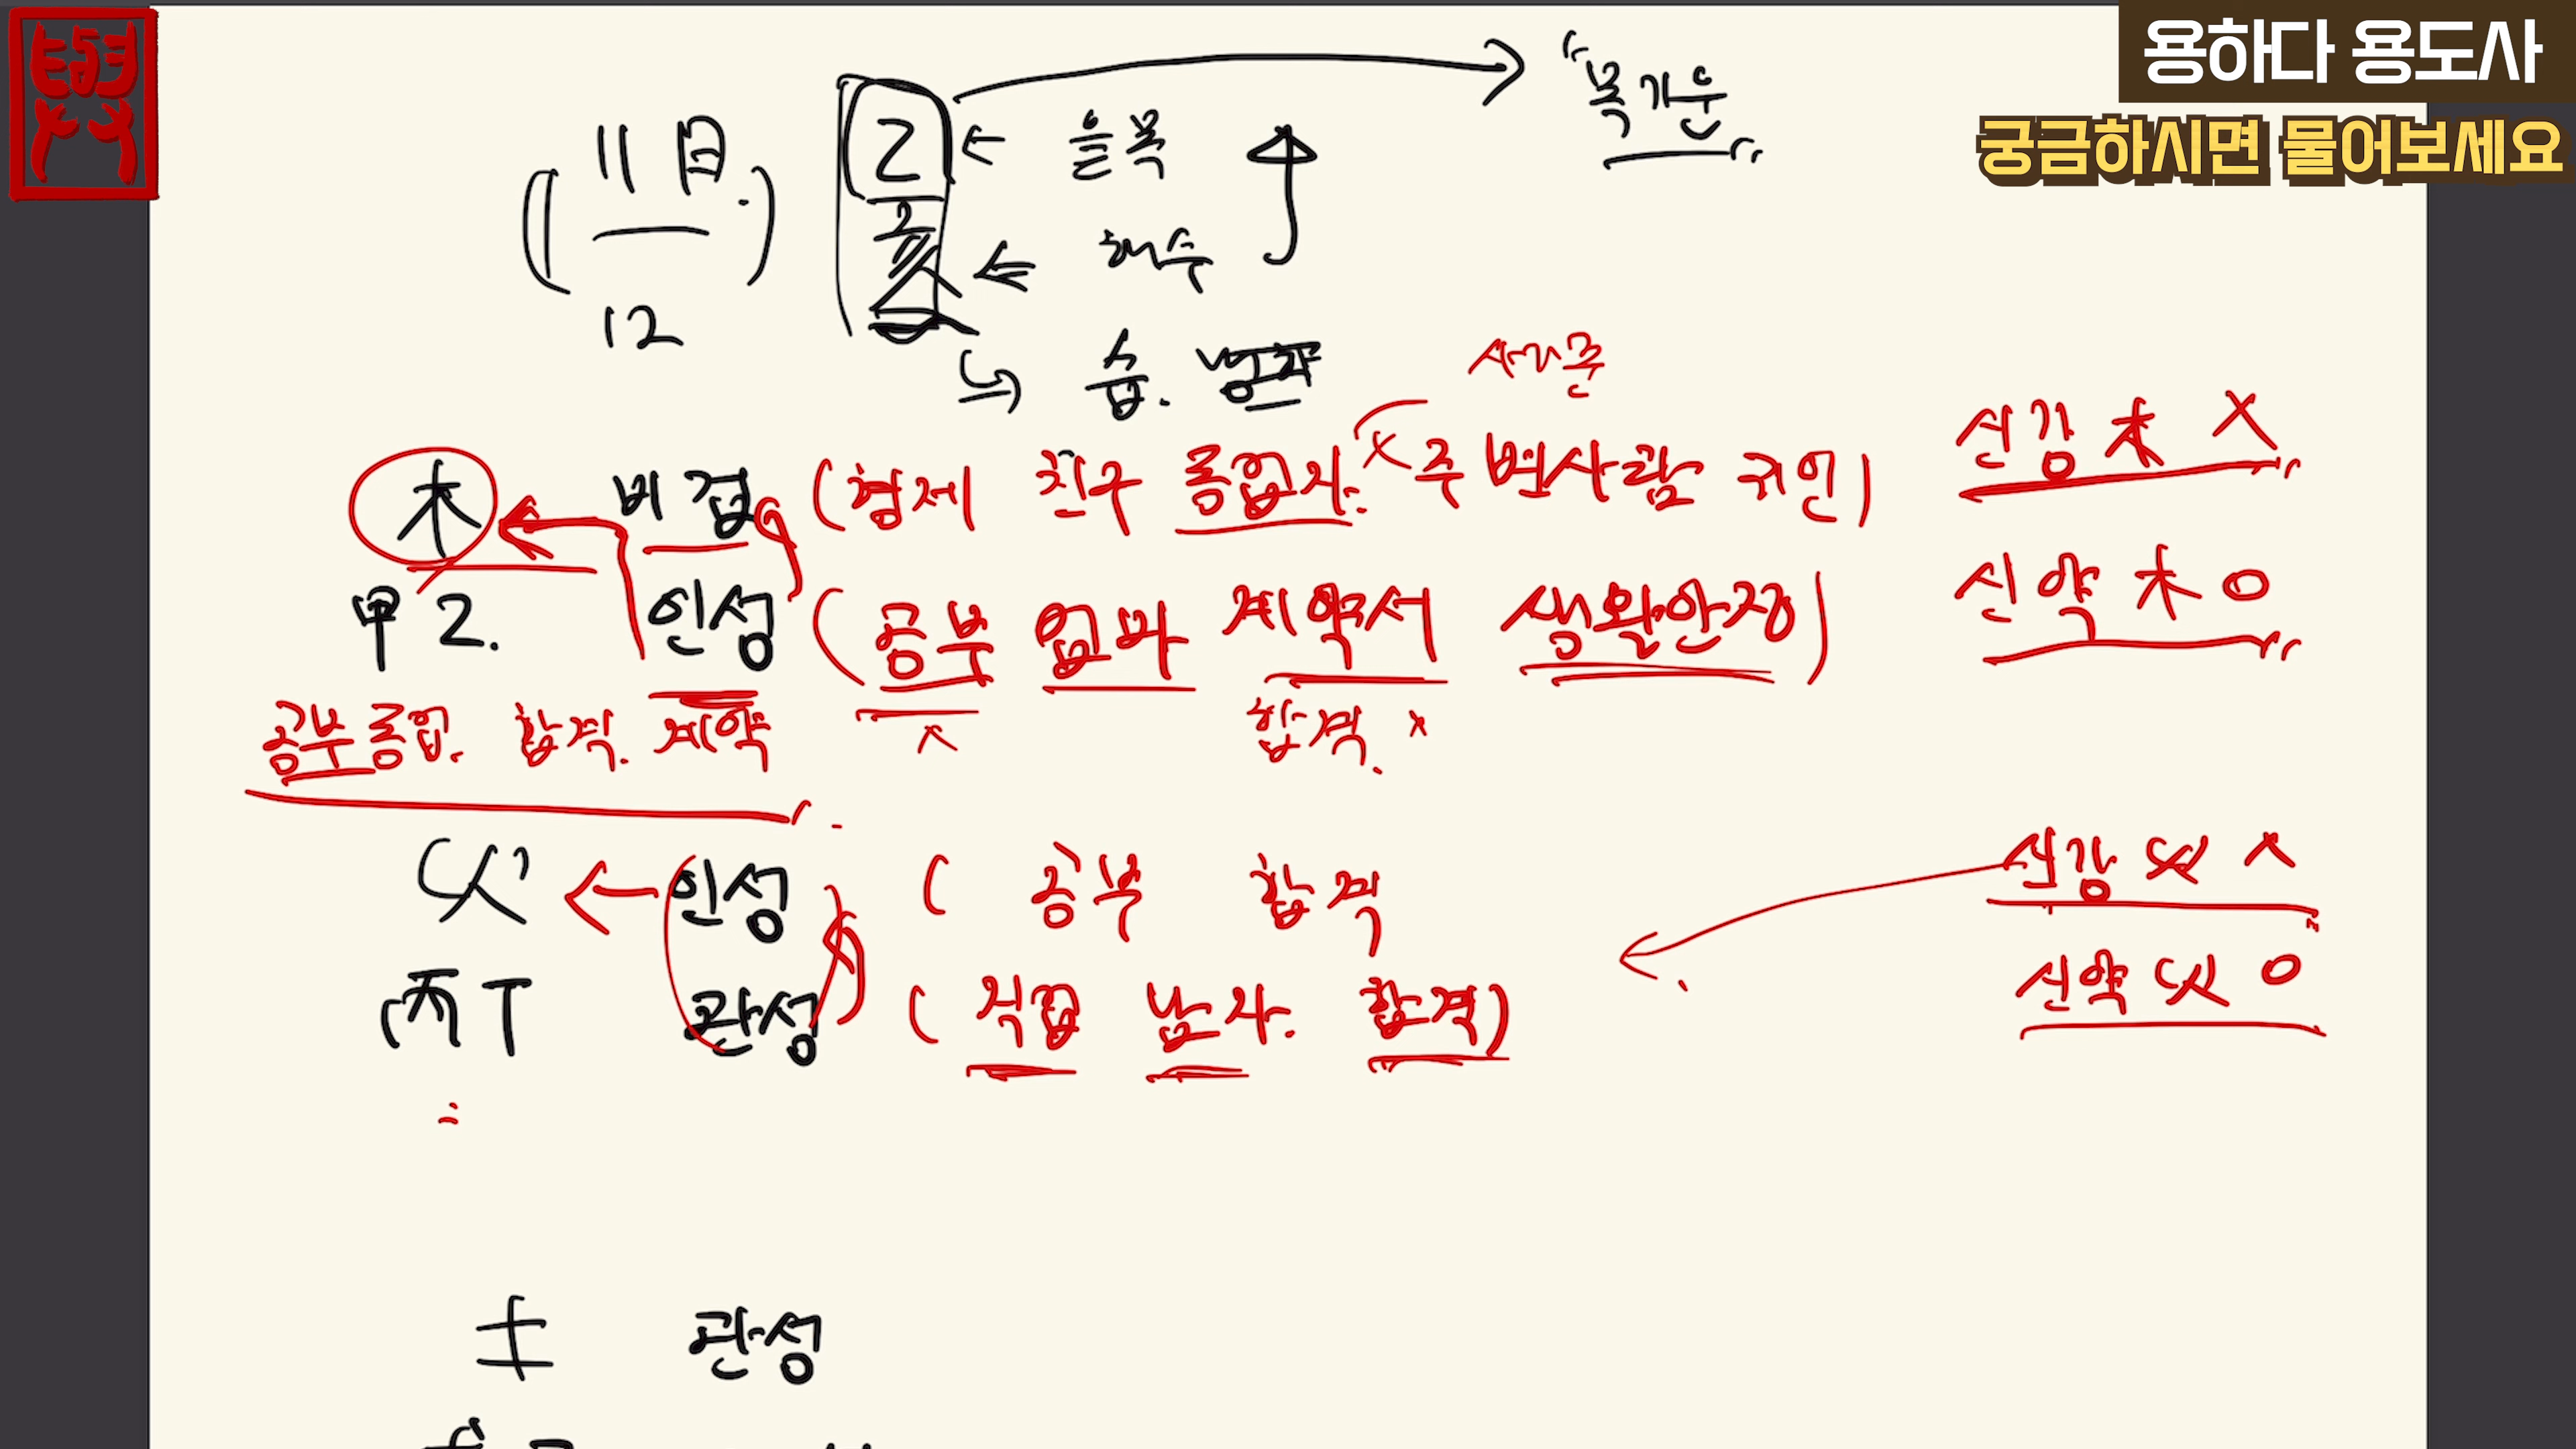 용하다 용도사
궁금하시면 물어보세요
"목기운"
11月
12
乙 ← 을목
亥 ← 해수
습.
木 비겁 (형제 친구 동업자. 주변사람 귀인)
신강 木 X
甲 乙. 인성 (공부 업마 계약서 생활안정)
신약 木 O
공부동업. 합격. 계약
합격. x
火 ← 인성 ( 공부 합격
신강 火 x
丙 丁 관성 ( 직업 남자. 합격)
신약 火 O
土 관성